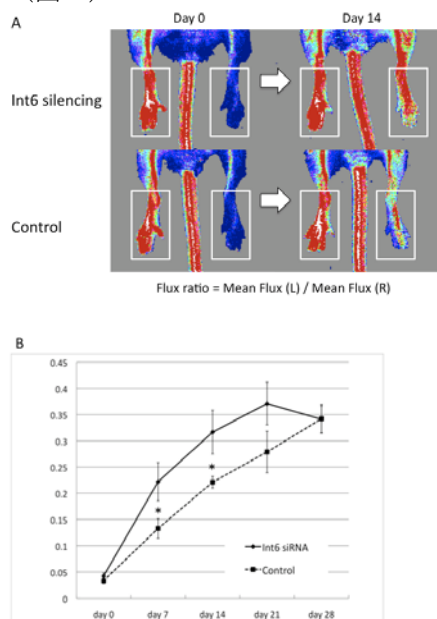 A
Day 0 Day 14
Int6 silencing
Control
Flux ratio = Mean Flux (L) / Mean Flux (R)
B
0.45
0.4
0.35
0.3
0.25
0.2
0.15
0.1
0.05
0
*
*
Int6 siRNA
Control
day 0 day 7 day 14 day 21 day 28